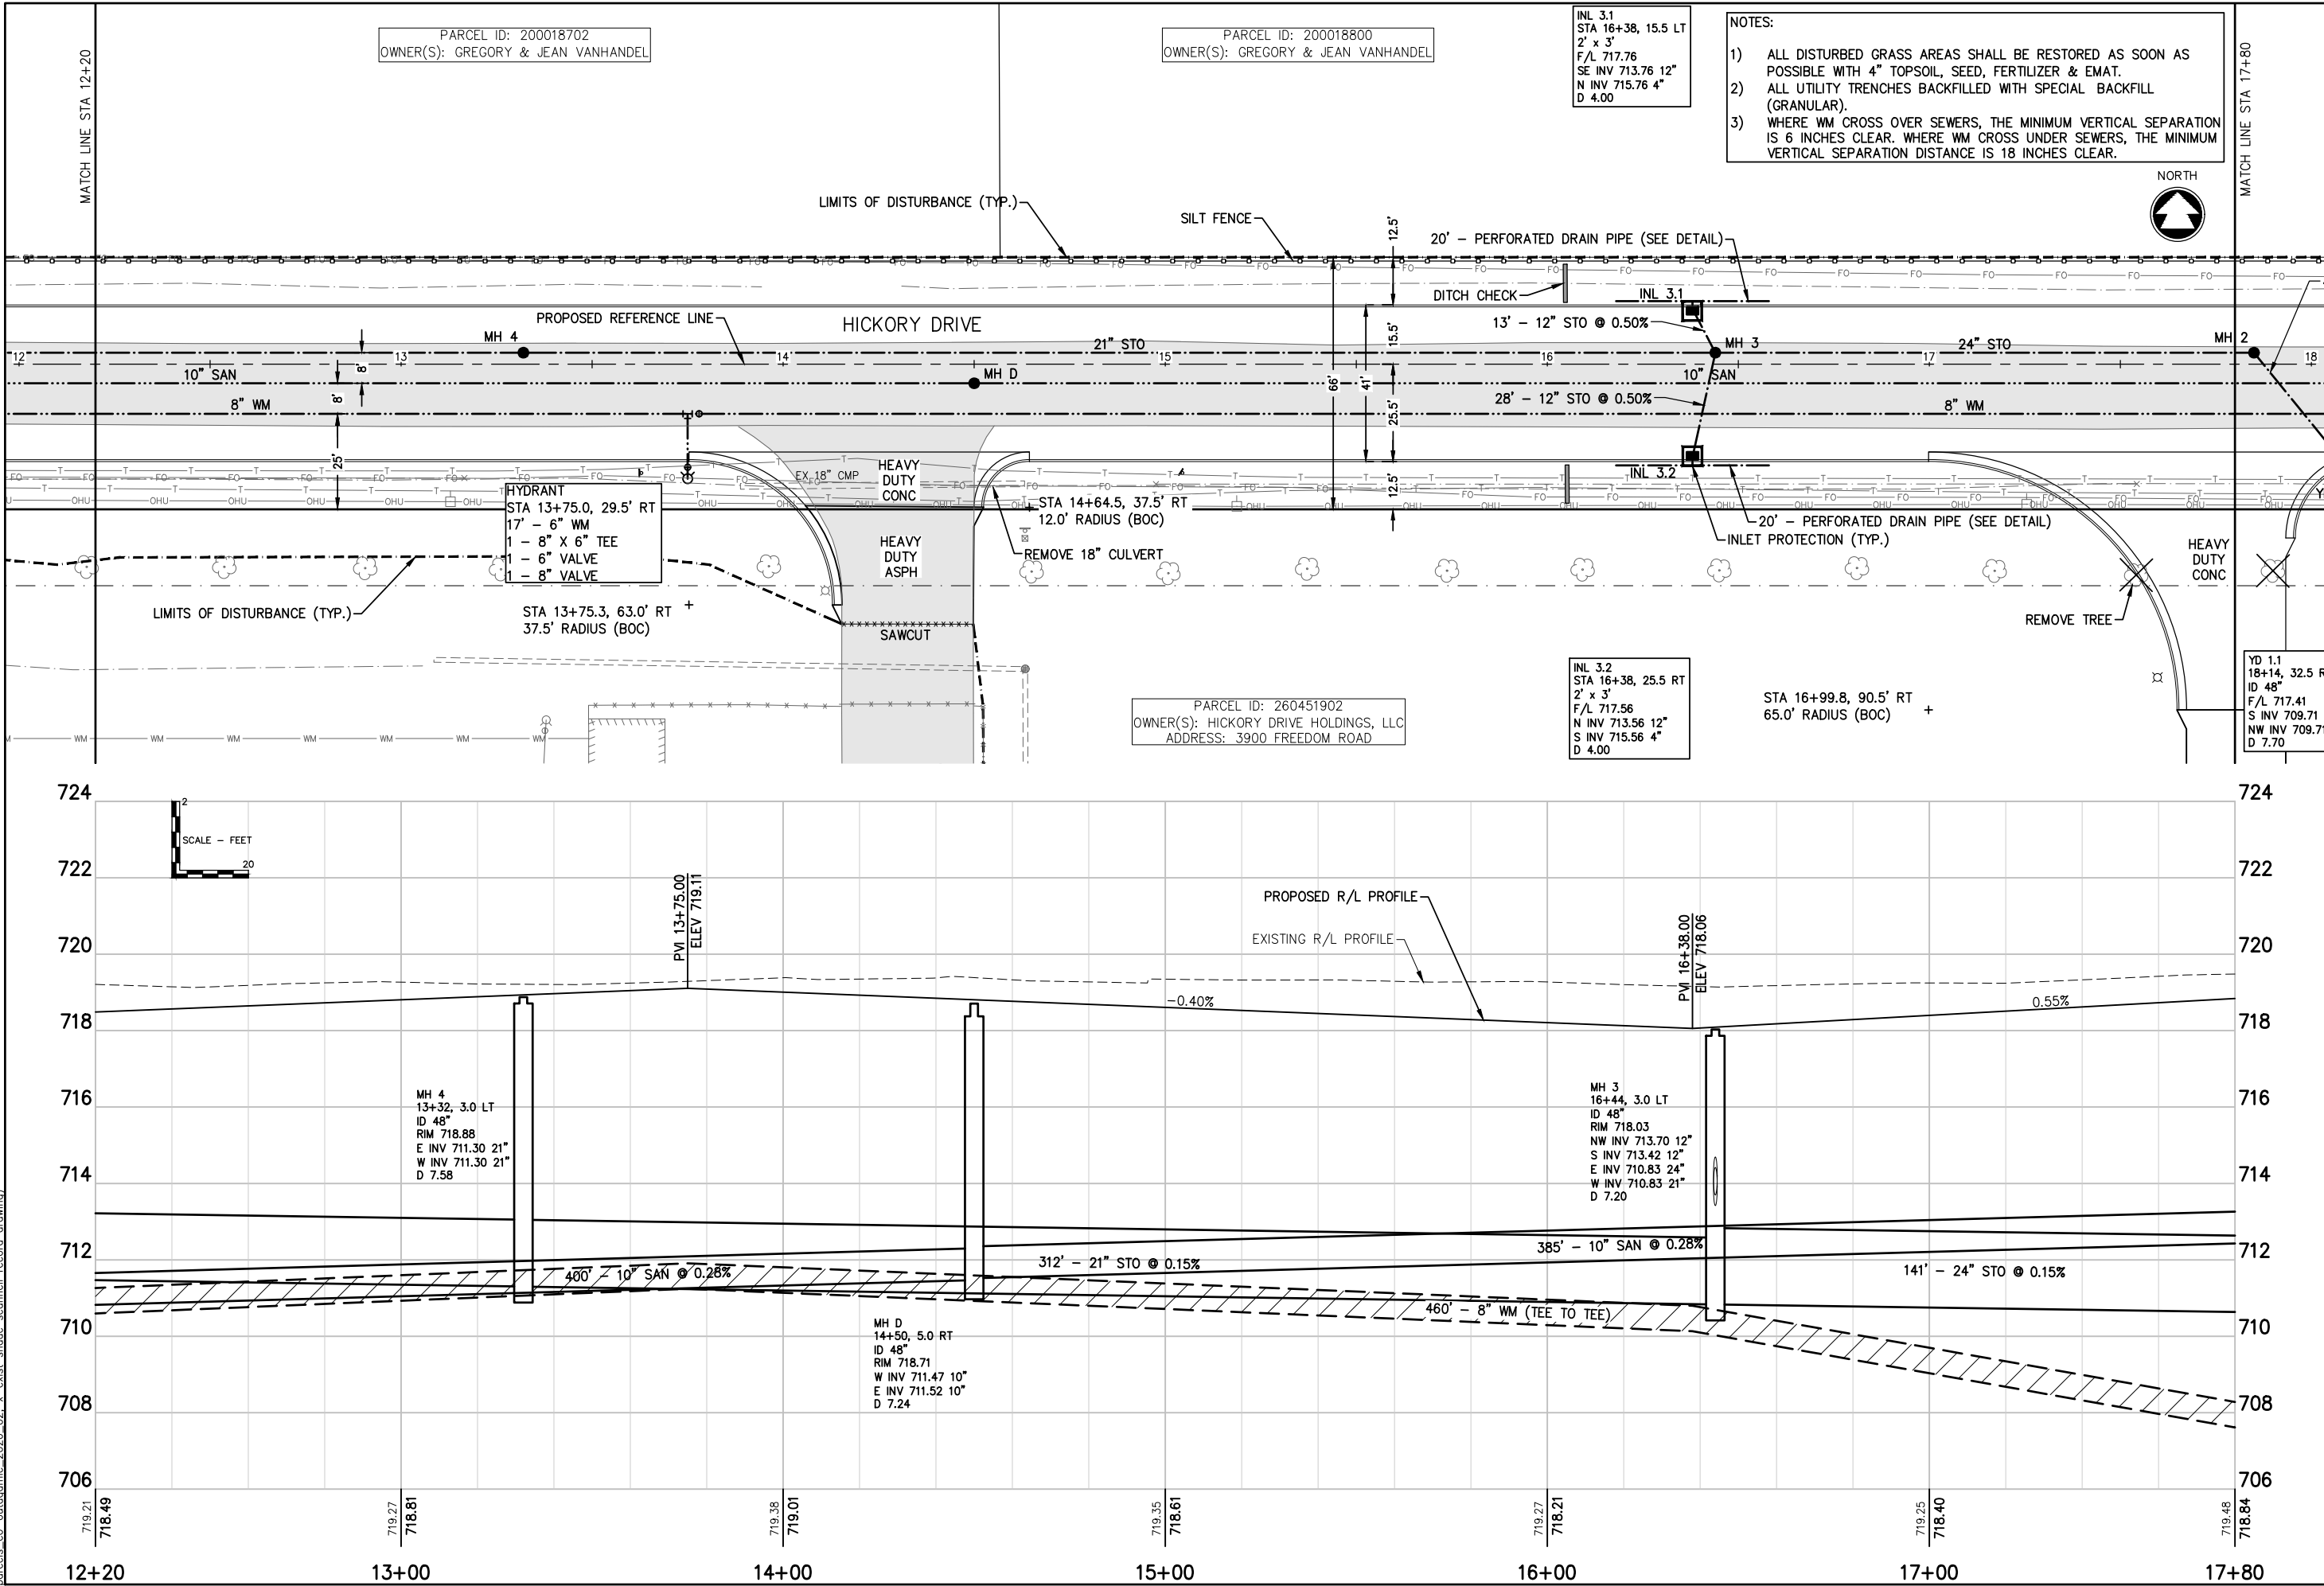 PARCEL ID: 200018702
OWNER(S): GREGORY & JEAN VANHANDEL
PARCEL ID: 200018800
OWNER(S): GREGORY & JEAN VANHANDEL
INL 3.1
STA 16+38, 15.5 LT
2' x 3'
F/L 717.76
SE INV 713.76 12"
N INV 715.76 4"
D 4.00
NOTES:
1) ALL DISTURBED GRASS AREAS SHALL BE RESTORED AS SOON AS
POSSIBLE WITH 4" TOPSOIL, SEED, FERTILIZER & EMAT.
2) ALL UTILITY TRENCHES BACKFILLED WITH SPECIAL BACKFILL
(GRANULAR).
3) WHERE WM CROSS OVER SEWERS, THE MINIMUM VERTICAL SEPARATION
IS 6 INCHES CLEAR. WHERE WM CROSS UNDER SEWERS, THE MINIMUM
VERTICAL SEPARATION DISTANCE IS 18 INCHES CLEAR.
MATCH LINE STA 12+20
MATCH LINE STA 17+80
NORTH
LIMITS OF DISTURBANCE (TYP.)
SILT FENCE
12.5'
20' - PERFORATED DRAIN PIPE (SEE DETAIL)
DITCH CHECK
INL 3.1
PROPOSED REFERENCE LINE
HICKORY DRIVE
13' - 12" STO @ 0.50%
15.5'
MH 4
21" STO
MH 3
24" STO
MH 2
12
13
14
15
16
17
18
8'
10" SAN
MH D
66'
41'
10" SAN
8'
8" WM
28' - 12" STO @ 0.50%
25.5'
8" WM
25'
EX 18" CMP
HEAVY
DUTY
CONC
12.5'
INL 3.2
HYDRANT
STA 13+75.0, 29.5' RT
17' - 6" WM
1 - 8" X 6" TEE
1 - 6" VALVE
1 - 8" VALVE
STA 14+64.5, 37.5' RT
12.0' RADIUS (BOC)
20' - PERFORATED DRAIN PIPE (SEE DETAIL)
INLET PROTECTION (TYP.)
HEAVY
DUTY
ASPH
REMOVE 18" CULVERT
HEAVY
DUTY
CONC
LIMITS OF DISTURBANCE (TYP.)
STA 13+75.3, 63.0' RT
37.5' RADIUS (BOC)
SAWCUT
REMOVE TREE
INL 3.2
STA 16+38, 25.5 RT
2' x 3'
F/L 717.56
N INV 713.56 12"
S INV 715.56 4"
D 4.00
YD 1.1
18+14, 32.5 R
ID 48"
F/L 717.41
S INV 709.71
NW INV 709.71
D 7.70
PARCEL ID: 260451902
OWNER(S): HICKORY DRIVE HOLDINGS, LLC
ADDRESS: 3900 FREEDOM ROAD
STA 16+99.8, 90.5' RT
65.0' RADIUS (BOC)
WM WM WM WM WM WM WM
724
724
2
SCALE - FEET
20
722
722
PVI 13+75.00
ELEV 719.11
PROPOSED R/L PROFILE
EXISTING R/L PROFILE
PVI 16+38.00
ELEV 718.06
720
720
-0.40%
0.55%
718
718
MH 4
13+32, 3.0 LT
ID 48"
RIM 718.88
E INV 711.30 21"
W INV 711.30 21"
D 7.58
MH 3
16+44, 3.0 LT
ID 48"
RIM 718.03
NW INV 713.70 12"
S INV 713.42 12"
E INV 710.83 24"
W INV 710.83 21"
D 7.20
716
716
714
714
712
712
400' - 10" SAN @ 0.28%
312' - 21" STO @ 0.15%
385' - 10" SAN @ 0.28%
141' - 24" STO @ 0.15%
460' - 8" WM (TEE TO TEE)
710
710
MH D
14+50, 5.0 RT
ID 48"
RIM 718.71
W INV 711.47 10"
E INV 711.52 10"
D 7.24
708
708
706
706
719.21
718.49
719.27
718.81
719.38
719.01
719.35
718.61
719.27
718.21
719.25
718.40
719.48
718.84
12+20
13+00
14+00
15+00
16+00
17+00
17+80